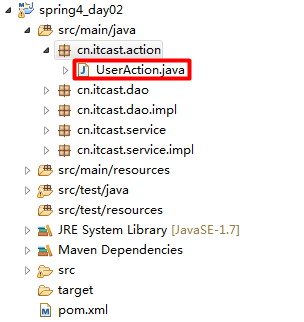 spring4_day02
src/main/java
cn.itcast.action
UserAction.java
cn.itcast.dao
cn.itcast.dao.impl
cn.itcast.service
cn.itcast.service.impl
src/main/resources
src/test/java
src/test/resources
JRE System Library [JavaSE-1.7]
Maven Dependencies
src
target
pom.xml